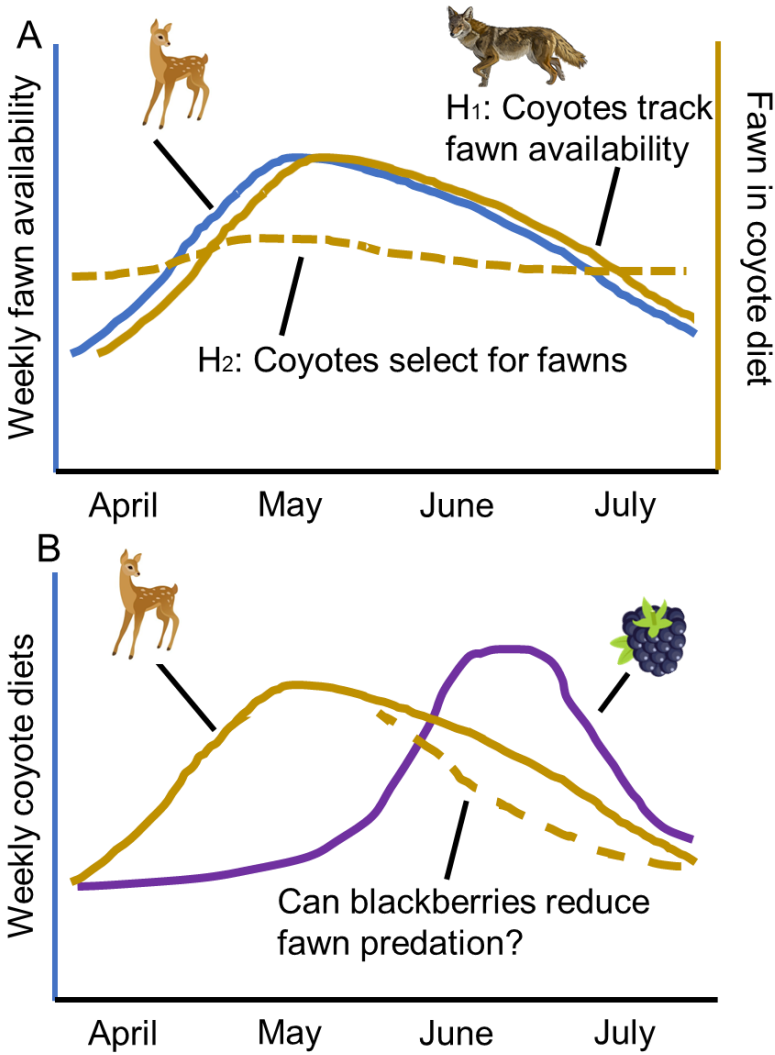 A
Weekly fawn availability
H₁: Coyotes track
fawn availability
Fawn in coyote diet
H₂: Coyotes select for fawns
April May June July
B
Weekly coyote diets
Can blackberries reduce
fawn predation?
April May June July